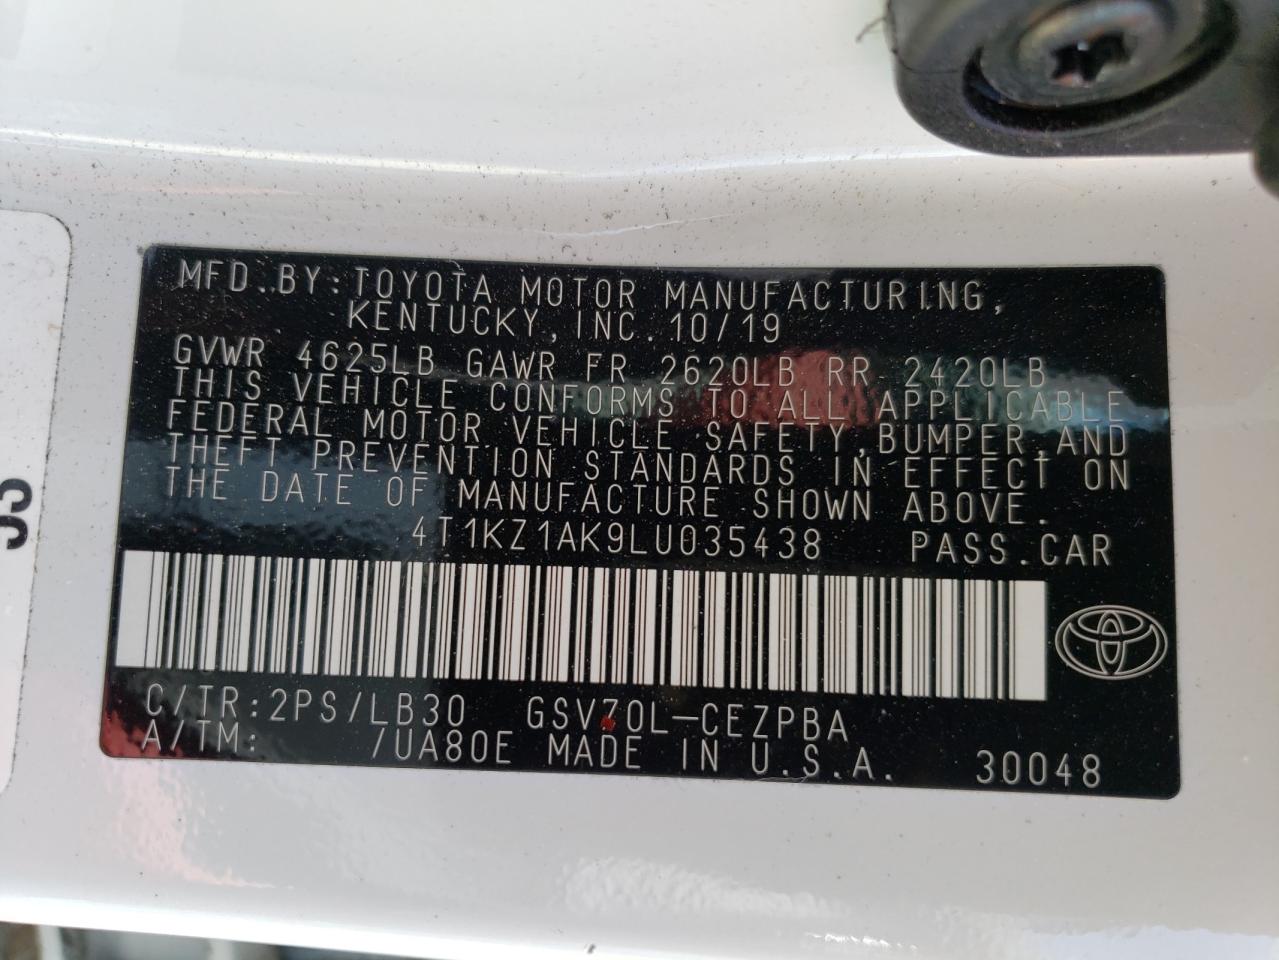 MFD. BY: TOYOTA MOTOR MANUFACTURING,
KENTUCKY, INC. 10/19
GVWR 4625LB GAWR FR 2620LB RR 2420LB
THIS VEHICLE CONFORMS TO ALL APPLICABLE
FEDERAL MOTOR VEHICLE SAFETY, BUMPER, AND
THEFT PREVENTION STANDARDS IN EFFECT ON
THE DATE OF MANUFACTURE SHOWN ABOVE.
4T1KZ1AK9LU035438 PASS. CAR
C/TR: 2PS/LB30 GSV70L-CEZPBA
A/TM: /UA80E MADE IN U.S.A. 30048